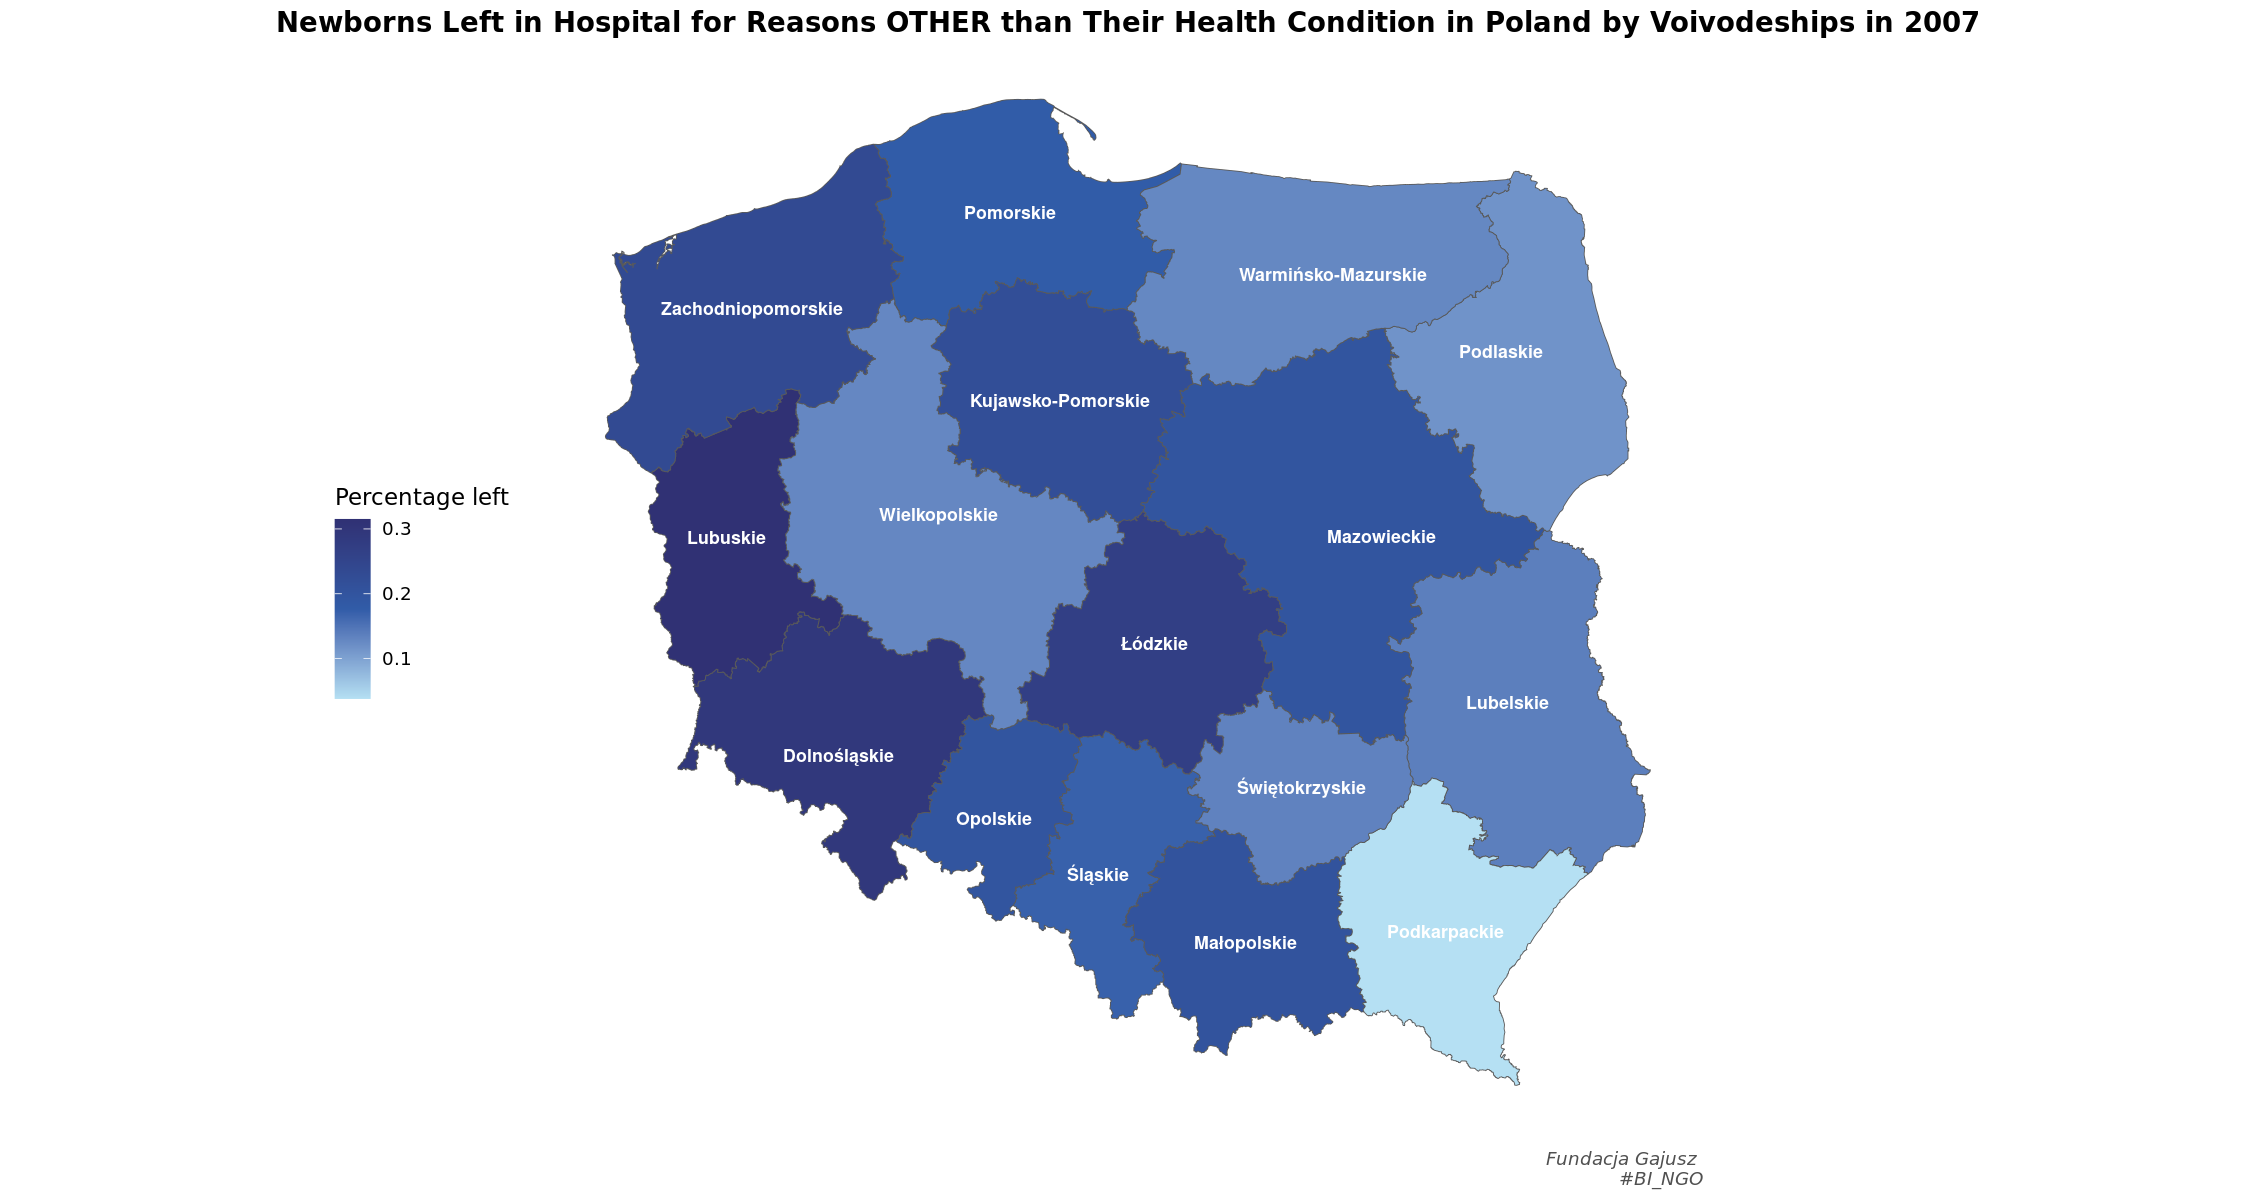 Newborns Left in Hospital for Reasons OTHER than Their Health Condition in Poland by Voivodeships in 2007
Pomorskie
Warmińsko-Mazurskie
Zachodniopomorskie
Podlaskie
Kujawsko-Pomorskie
Percentage left
0.3
0.2
0.1
Wielkopolskie
Lubuskie
Mazowieckie
Łódzkie
Lubelskie
Dolnośląskie
Świętokrzyskie
Opolskie
Śląskie
Podkarpackie
Małopolskie
Fundacja Gajusz
#BI_NGO